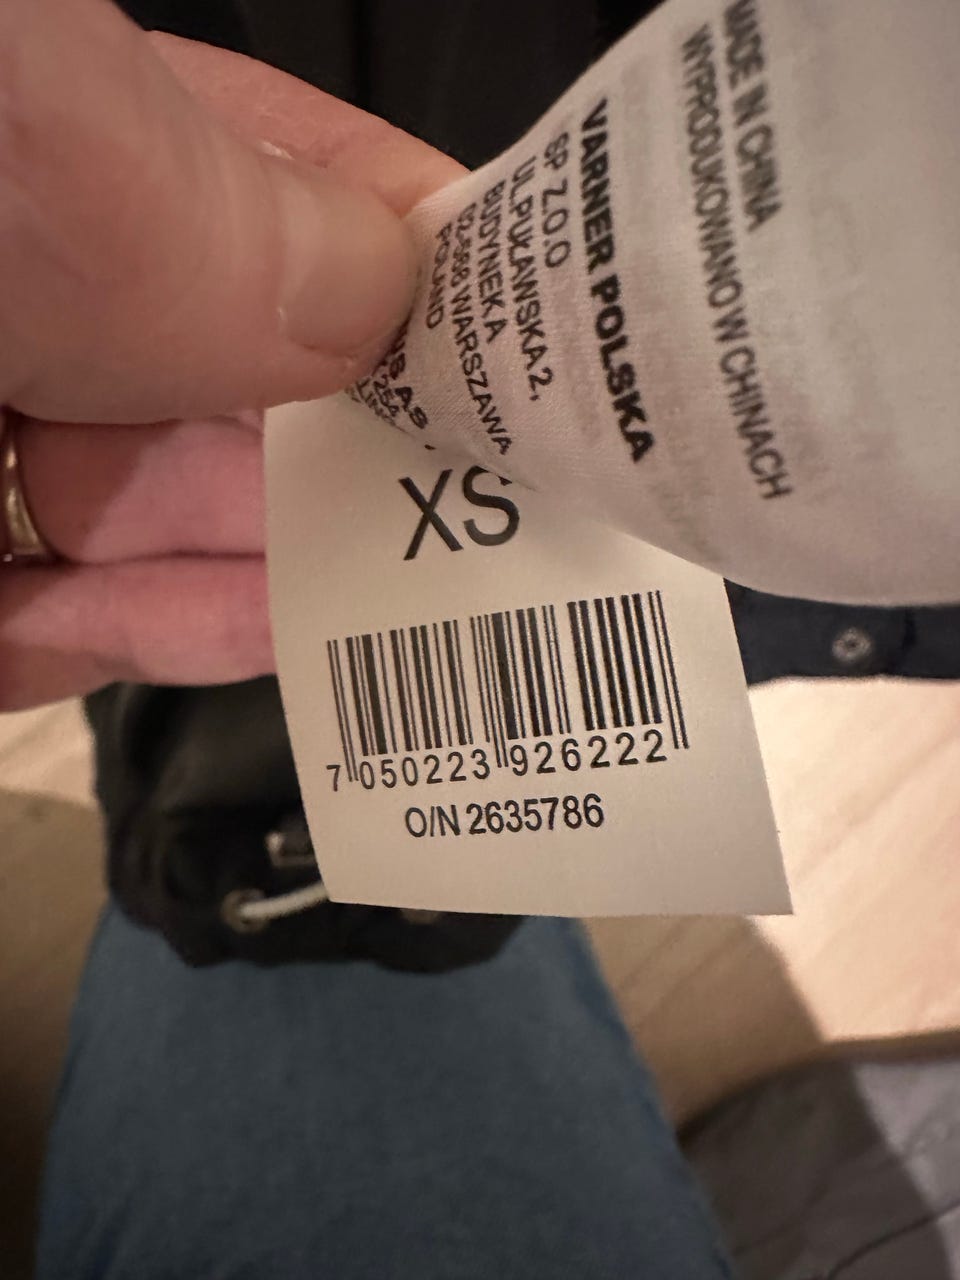 MADE IN CHINA
WYPRODUKOWANO W CHINACH
VARNER POLSKA
SP Z.O.O
UL.PUŁAWSKA 2,
BUDYNEK A
02-566 WARSZAWA
POLAND
AS
XS
7 050223 926222
O/N 2635786